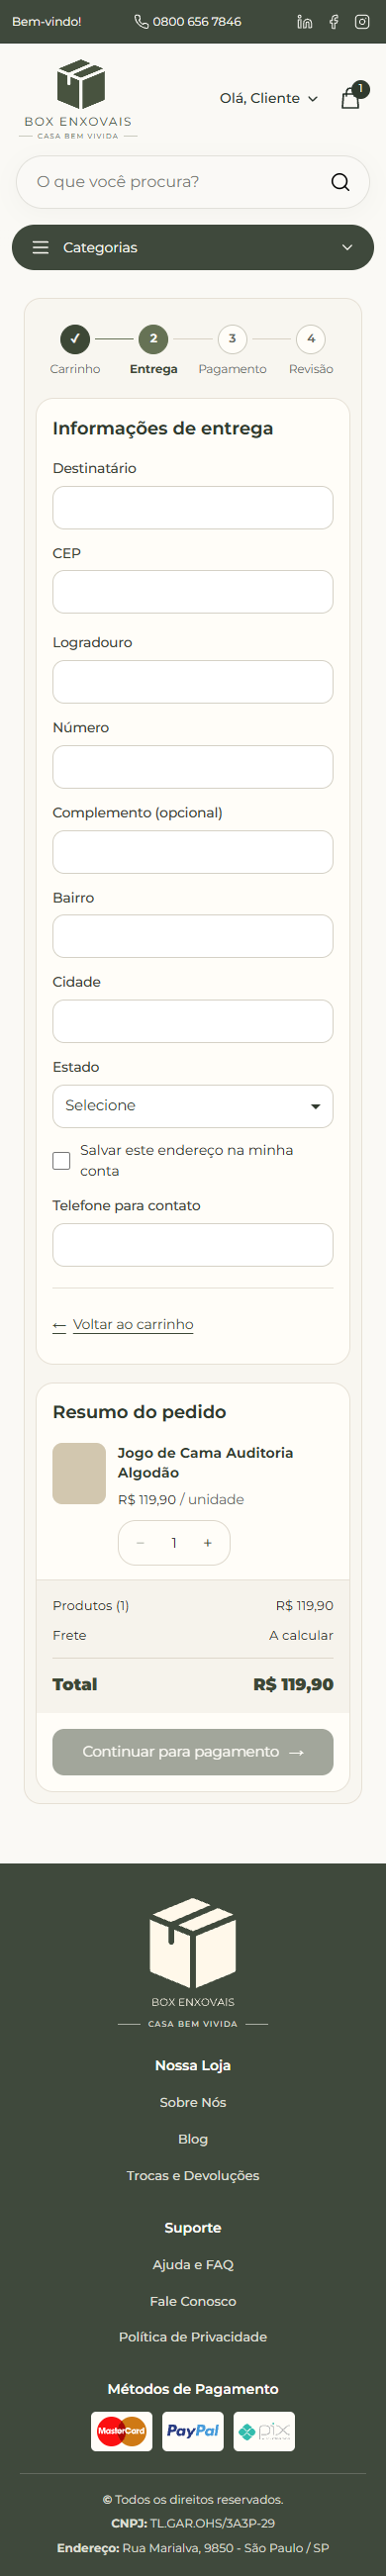 Bem-vindo!
0800 656 7846
BOX ENXOVAIS
CASA BEM VIVIDA
Olá, Cliente
1
O que você procura?
Categorias
✓ 2 3 4
Carrinho Entrega Pagamento Revisão
Informações de entrega
Destinatário
CEP
Logradouro
Número
Complemento (opcional)
Bairro
Cidade
Estado
Selecione
Salvar este endereço na minha
conta
Telefone para contato
← Voltar ao carrinho
Resumo do pedido
Jogo de Cama Auditoria
Algodão
R$ 119,90 / unidade
− 1 +
Produtos (1) R$ 119,90
Frete A calcular
Total R$ 119,90
Continuar para pagamento →
BOX ENXOVAIS
CASA BEM VIVIDA
Nossa Loja
Sobre Nós
Blog
Trocas e Devoluções
Suporte
Ajuda e FAQ
Fale Conosco
Política de Privacidade
Métodos de Pagamento
MasterCard PayPal pix
© Todos os direitos reservados.
CNPJ: TL.GAR.OHS/3A3P-29
Endereço: Rua Marialva, 9850 - São Paulo / SP